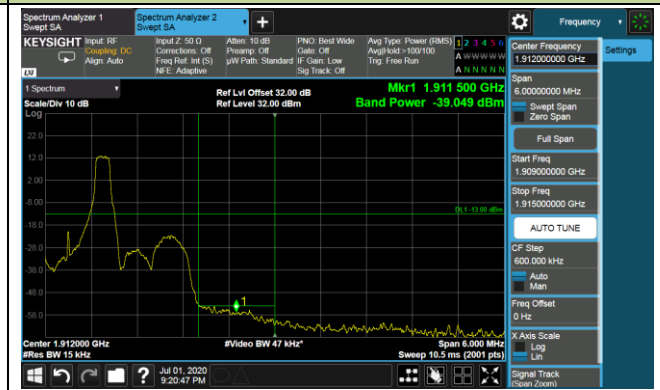 Spectrum Analyzer 1
Swept SA
Spectrum Analyzer 2
Swept SA
+
Frequency
KEYSIGHT
Input: RF
Coupling: DC
Align: Auto
Input Z: 50 Ω
Corrections: Off
Freq Ref: Int (S)
NFE: Adaptive
Atten: 10 dB
Preamp: Off
µW Path: Standard
PNO: Best Wide
Gate: Off
IF Gain: Low
Sig Track: Off
Avg Type: Power (RMS)
Avg|Hold:>100/100
Trig: Free Run
1 2 3 4 5 6
A W W W W W
A N N N N N
LXI
1 Spectrum
Scale/Div 10 dB
Log
Ref Lvl Offset 32.00 dB
Ref Level 32.00 dBm
Mkr1 1.911 500 GHz
Band Power -39.049 dBm
22.0
12.0
2.00
-8.00
-18.0
-28.0
-38.0
-48.0
-58.0
DL1 -13.00 dBm
1
Center 1.912000 GHz
#Res BW 15 kHz
#Video BW 47 kHz*
Span 6.000 MHz
Sweep 10.5 ms (2001 pts)
Center Frequency
1.912000000 GHz
Settings
Span
6.00000000 MHz
Swept Span
Zero Span
Full Span
Start Freq
1.909000000 GHz
Stop Freq
1.915000000 GHz
AUTO TUNE
CF Step
600.000 kHz
Auto
Man
Freq Offset
0 Hz
X Axis Scale
Log
Lin
Signal Track
(Span Zoom)
?
Jul 01, 2020
9:20:47 PM